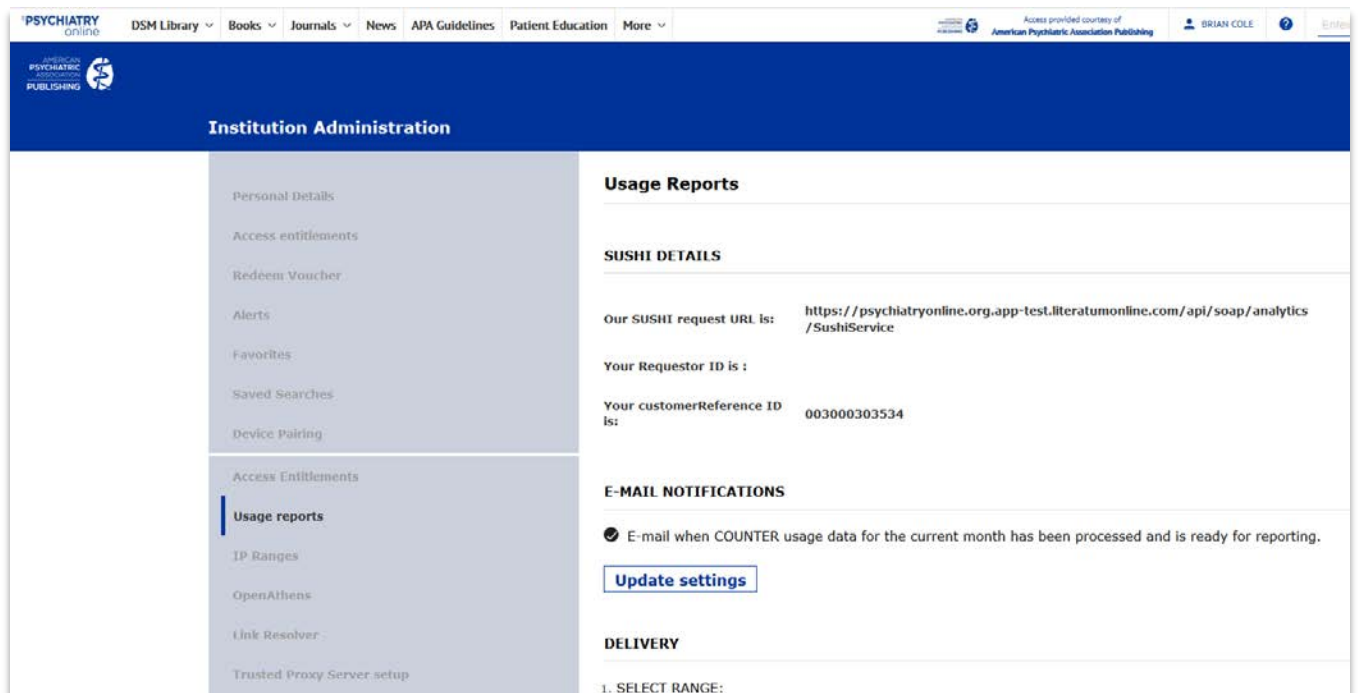 PSYCHIATRY online
DSM Library Books Journals News APA Guidelines Patient Education More
Access provided courtesy of
American Psychiatric Association Publishing
BRIAN COLE
?
Enter
AMERICAN
PSYCHIATRIC
ASSOCIATION
PUBLISHING
Institution Administration
Personal Details
Access entitlements
Redeem Voucher
Alerts
Favorites
Saved Searches
Device Pairing
Access Entitlements
Usage reports
IP Ranges
OpenAthens
Link Resolver
Trusted Proxy Server setup
Usage Reports
SUSHI DETAILS
Our SUSHI request URL is: https://psychiatryonline.org.app-test.literatumonline.com/api/soap/analytics
/SushiService
Your Requestor ID is :
Your customerReference ID
is: 003000303534
E-MAIL NOTIFICATIONS
E-mail when COUNTER usage data for the current month has been processed and is ready for reporting.
Update settings
DELIVERY
1. SELECT RANGE: